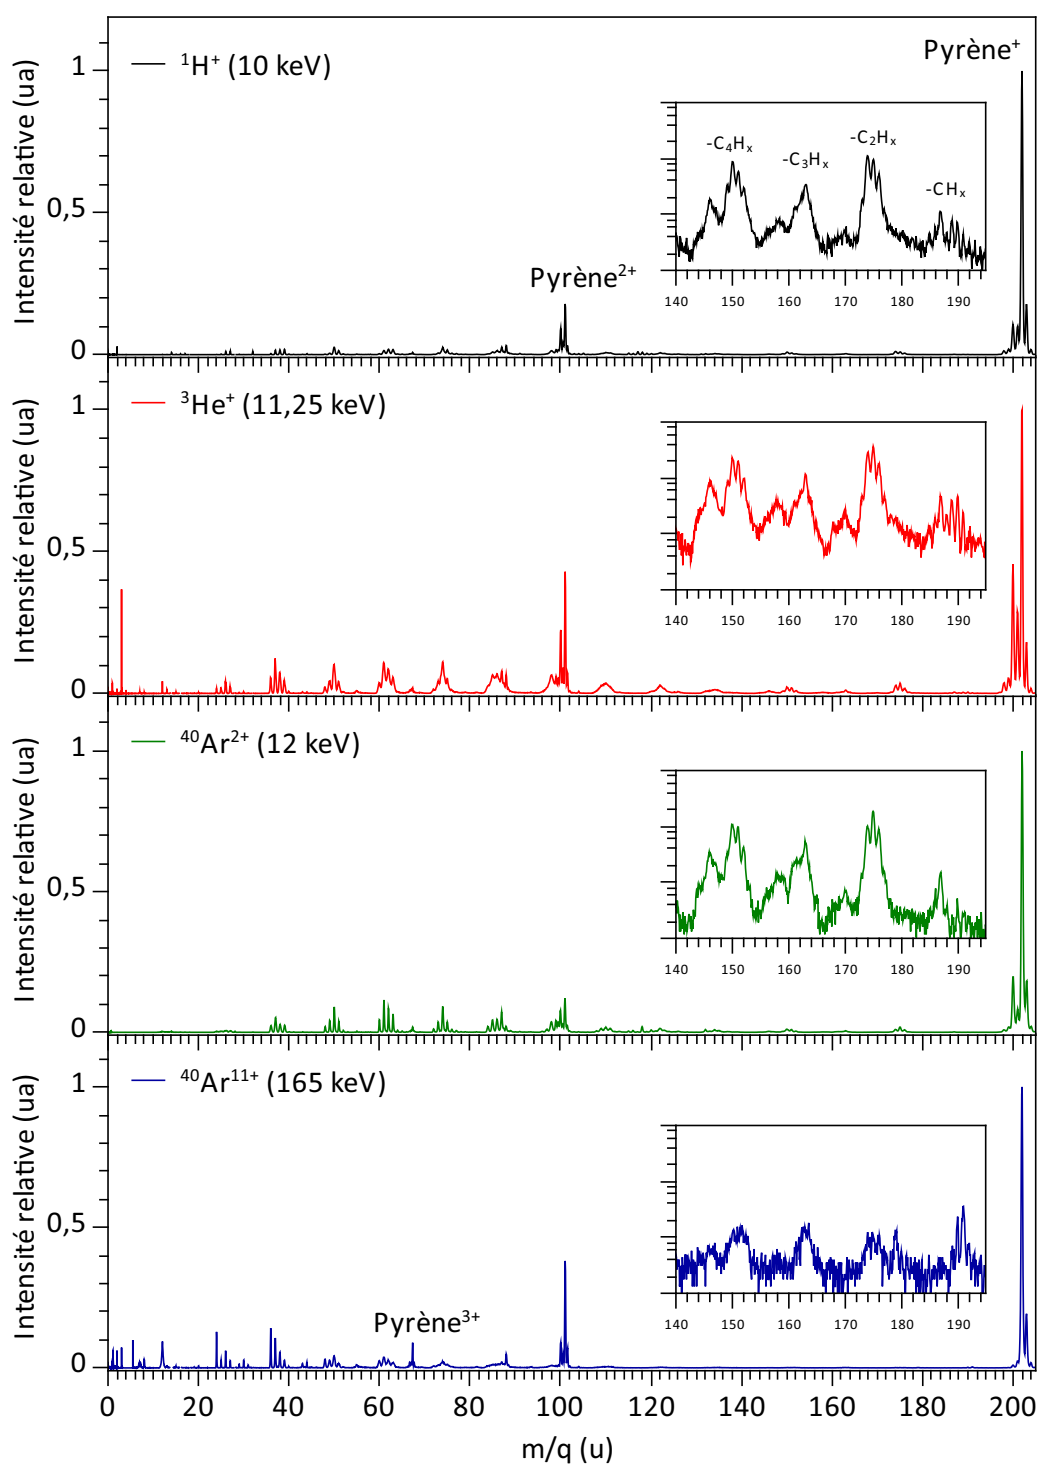 Intensité relative (ua)
1
0,5
0
¹H⁺ (10 keV)
Pyrène⁺
Pyrène²⁺
-C₄Hₓ
-C₃Hₓ
-C₂Hₓ
-CHₓ
140 150 160 170 180 190
Intensité relative (ua)
1
0,5
0
³He⁺ (11,25 keV)
140 150 160 170 180 190
Intensité relative (ua)
1
0,5
0
⁴⁰Ar²⁺ (12 keV)
140 150 160 170 180 190
Intensité relative (ua)
1
0,5
0
⁴⁰Ar¹¹⁺ (165 keV)
Pyrène³⁺
140 150 160 170 180 190
0 20 40 60 80 100 120 140 160 180 200
m/q (u)